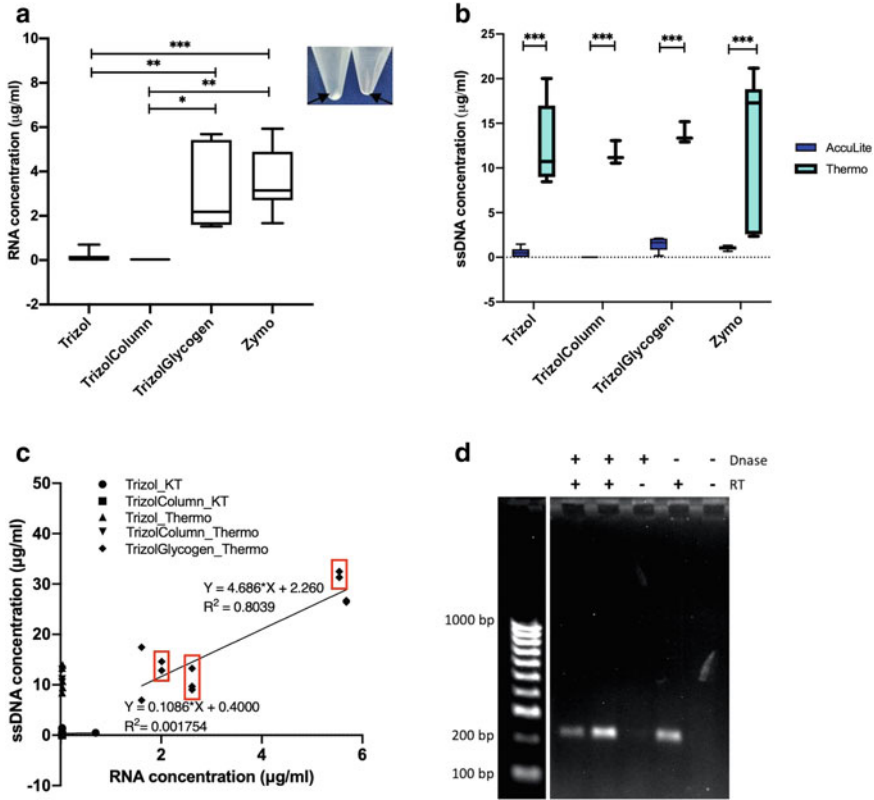 a
10
8
6
4
2
0
-2
RNA concentration (µg/ml)
***
**
**
*
Trizol
TrizolColumn
TrizolGlycogen
Zymo
b
25
20
15
10
5
0
-5
ssDNA concentration (µg/ml)
*** *** *** ***
Trizol
TrizolColumn
TrizolGlycogen
Zymo
AccuLite
Thermo
c
50
40
30
20
10
0
-10
ssDNA concentration (µg/ml)
Trizol_KT
TrizolColumn_KT
Trizol_Thermo
TrizolColumn_Thermo
TrizolGlycogen_Thermo
Y = 4.686*X + 2.260
R² = 0.8039
Y = 0.1086*X + 0.4000
R² = 0.001754
2 4 6
RNA concentration (µg/ml)
d
+ + + - - Dnase
+ + - + - RT
1000 bp
200 bp
100 bp